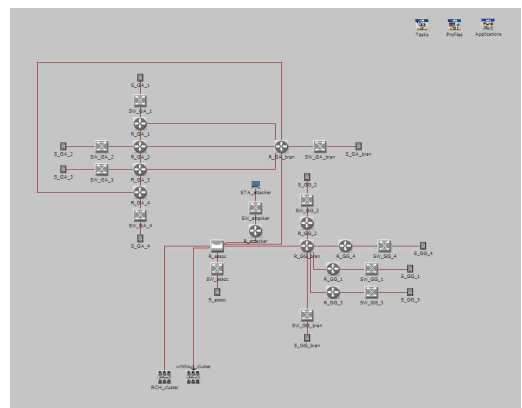 Tasks Profiles Applications
S_GA_1
SW_GA_1
R_GA_1
S_GA_2 SW_GA_2 R_GA_2 R_GA_bran SW_GA_bran S_GA_bran
S_GA_3 SW_GA_3 R_GA_3
R_GA_4
SW_GA_4
S_GA_4
STA_attacker
SW_attacker
R_attacker
S_GG_2
SW_GG_2
R_GG_2
R_assoc R_GG_bran R_GG_4 SW_GG_4 S_GG_4
SW_assoc R_GG_1 SW_GG_1 S_GG_1
S_assoc R_GG_3 SW_GG_3 S_GG_3
SW_GG_bran
S_GG_bran
without_cluster
RCH_cluster